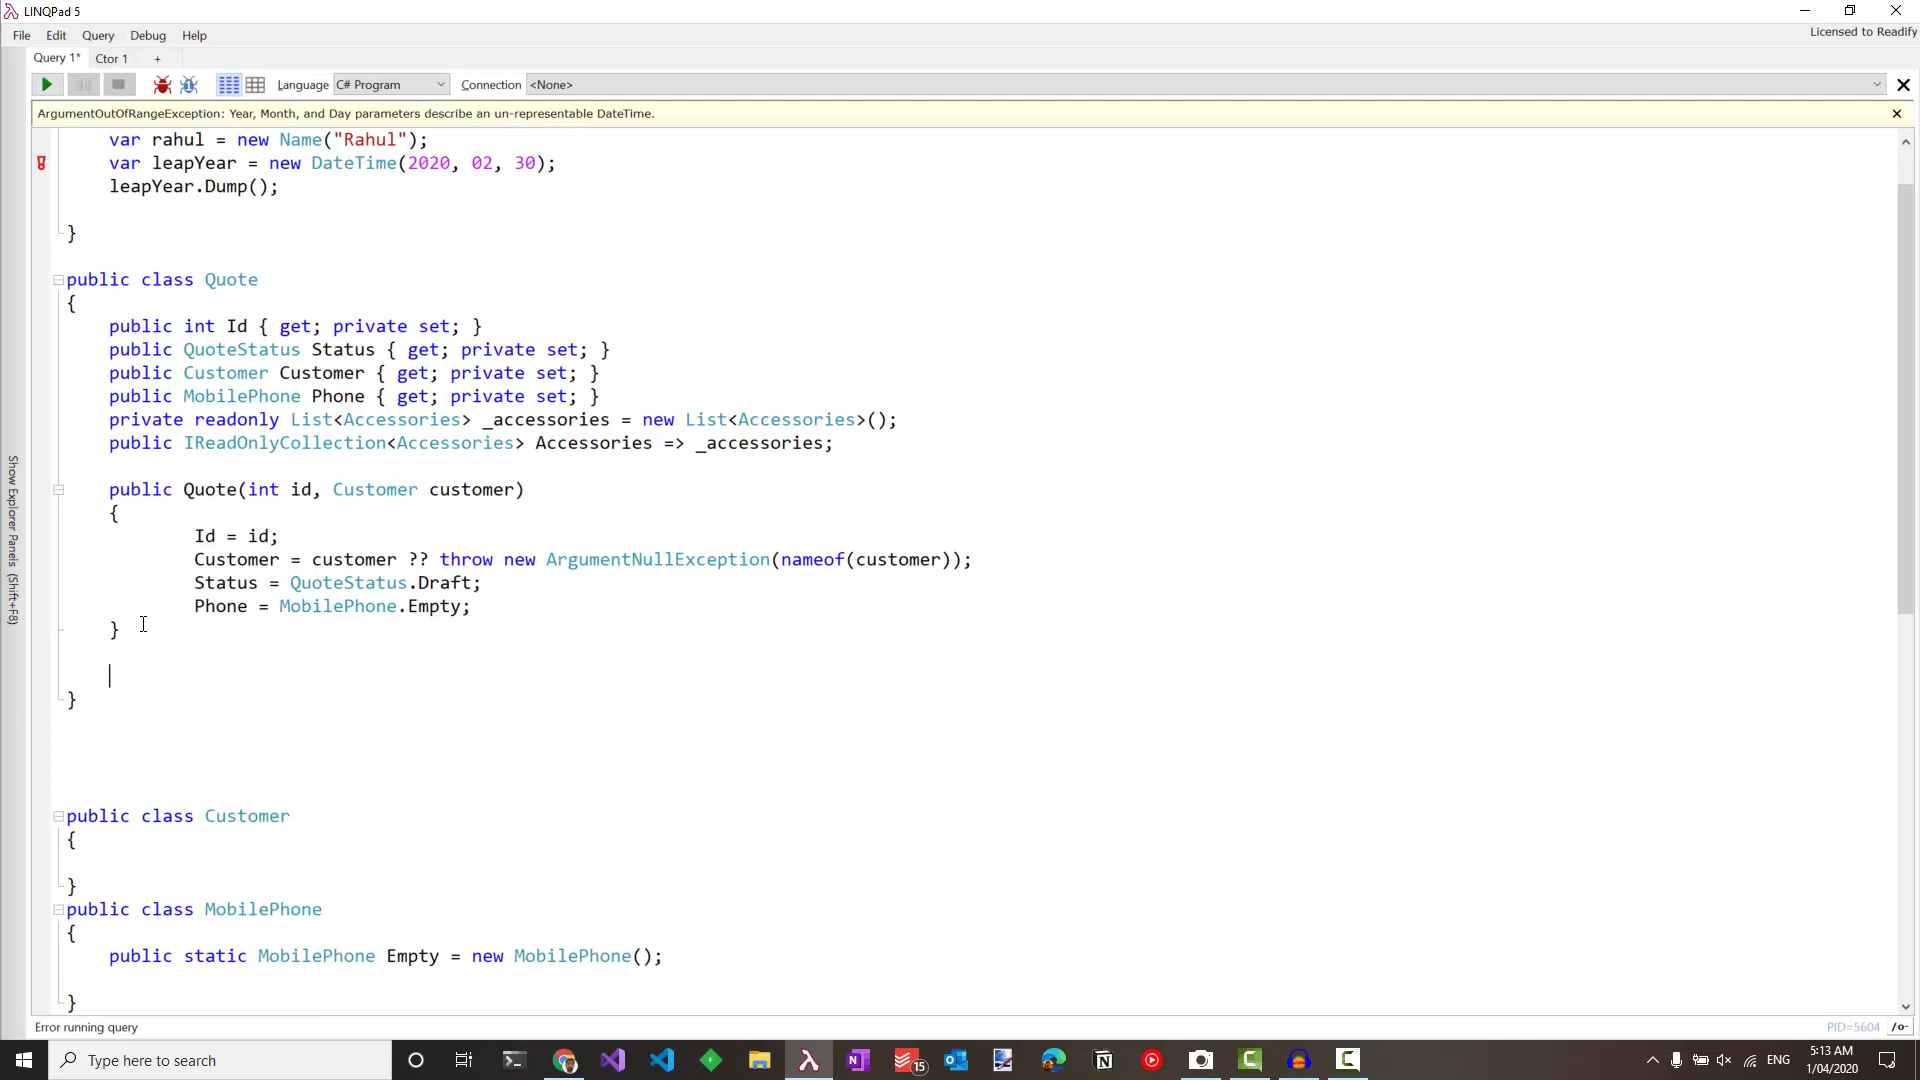 LINQPad 5
File Edit Query Debug Help
Licensed to Readify
Query 1* Ctor 1 +
Language C# Program Connection <None>
ArgumentOutOfRangeException: Year, Month, and Day parameters describe an un-representable DateTime.
var rahul = new Name("Rahul");
var leapYear = new DateTime(2020, 02, 30);
leapYear.Dump();
}
public class Quote
{
public int Id { get; private set; }
public QuoteStatus Status { get; private set; }
public Customer Customer { get; private set; }
public MobilePhone Phone { get; private set; }
private readonly List<Accessories> _accessories = new List<Accessories>();
public IReadOnlyCollection<Accessories> Accessories => _accessories;
public Quote(int id, Customer customer)
{
Id = id;
Customer = customer ?? throw new ArgumentNullException(nameof(customer));
Status = QuoteStatus.Draft;
Phone = MobilePhone.Empty;
}
}
public class Customer
{
}
public class MobilePhone
{
public static MobilePhone Empty = new MobilePhone();
}
Show Explorer Panels (Shift+F8)
Error running query
PID=5604 /o-
Type here to search
15
ENG
5:13 AM
1/04/2020